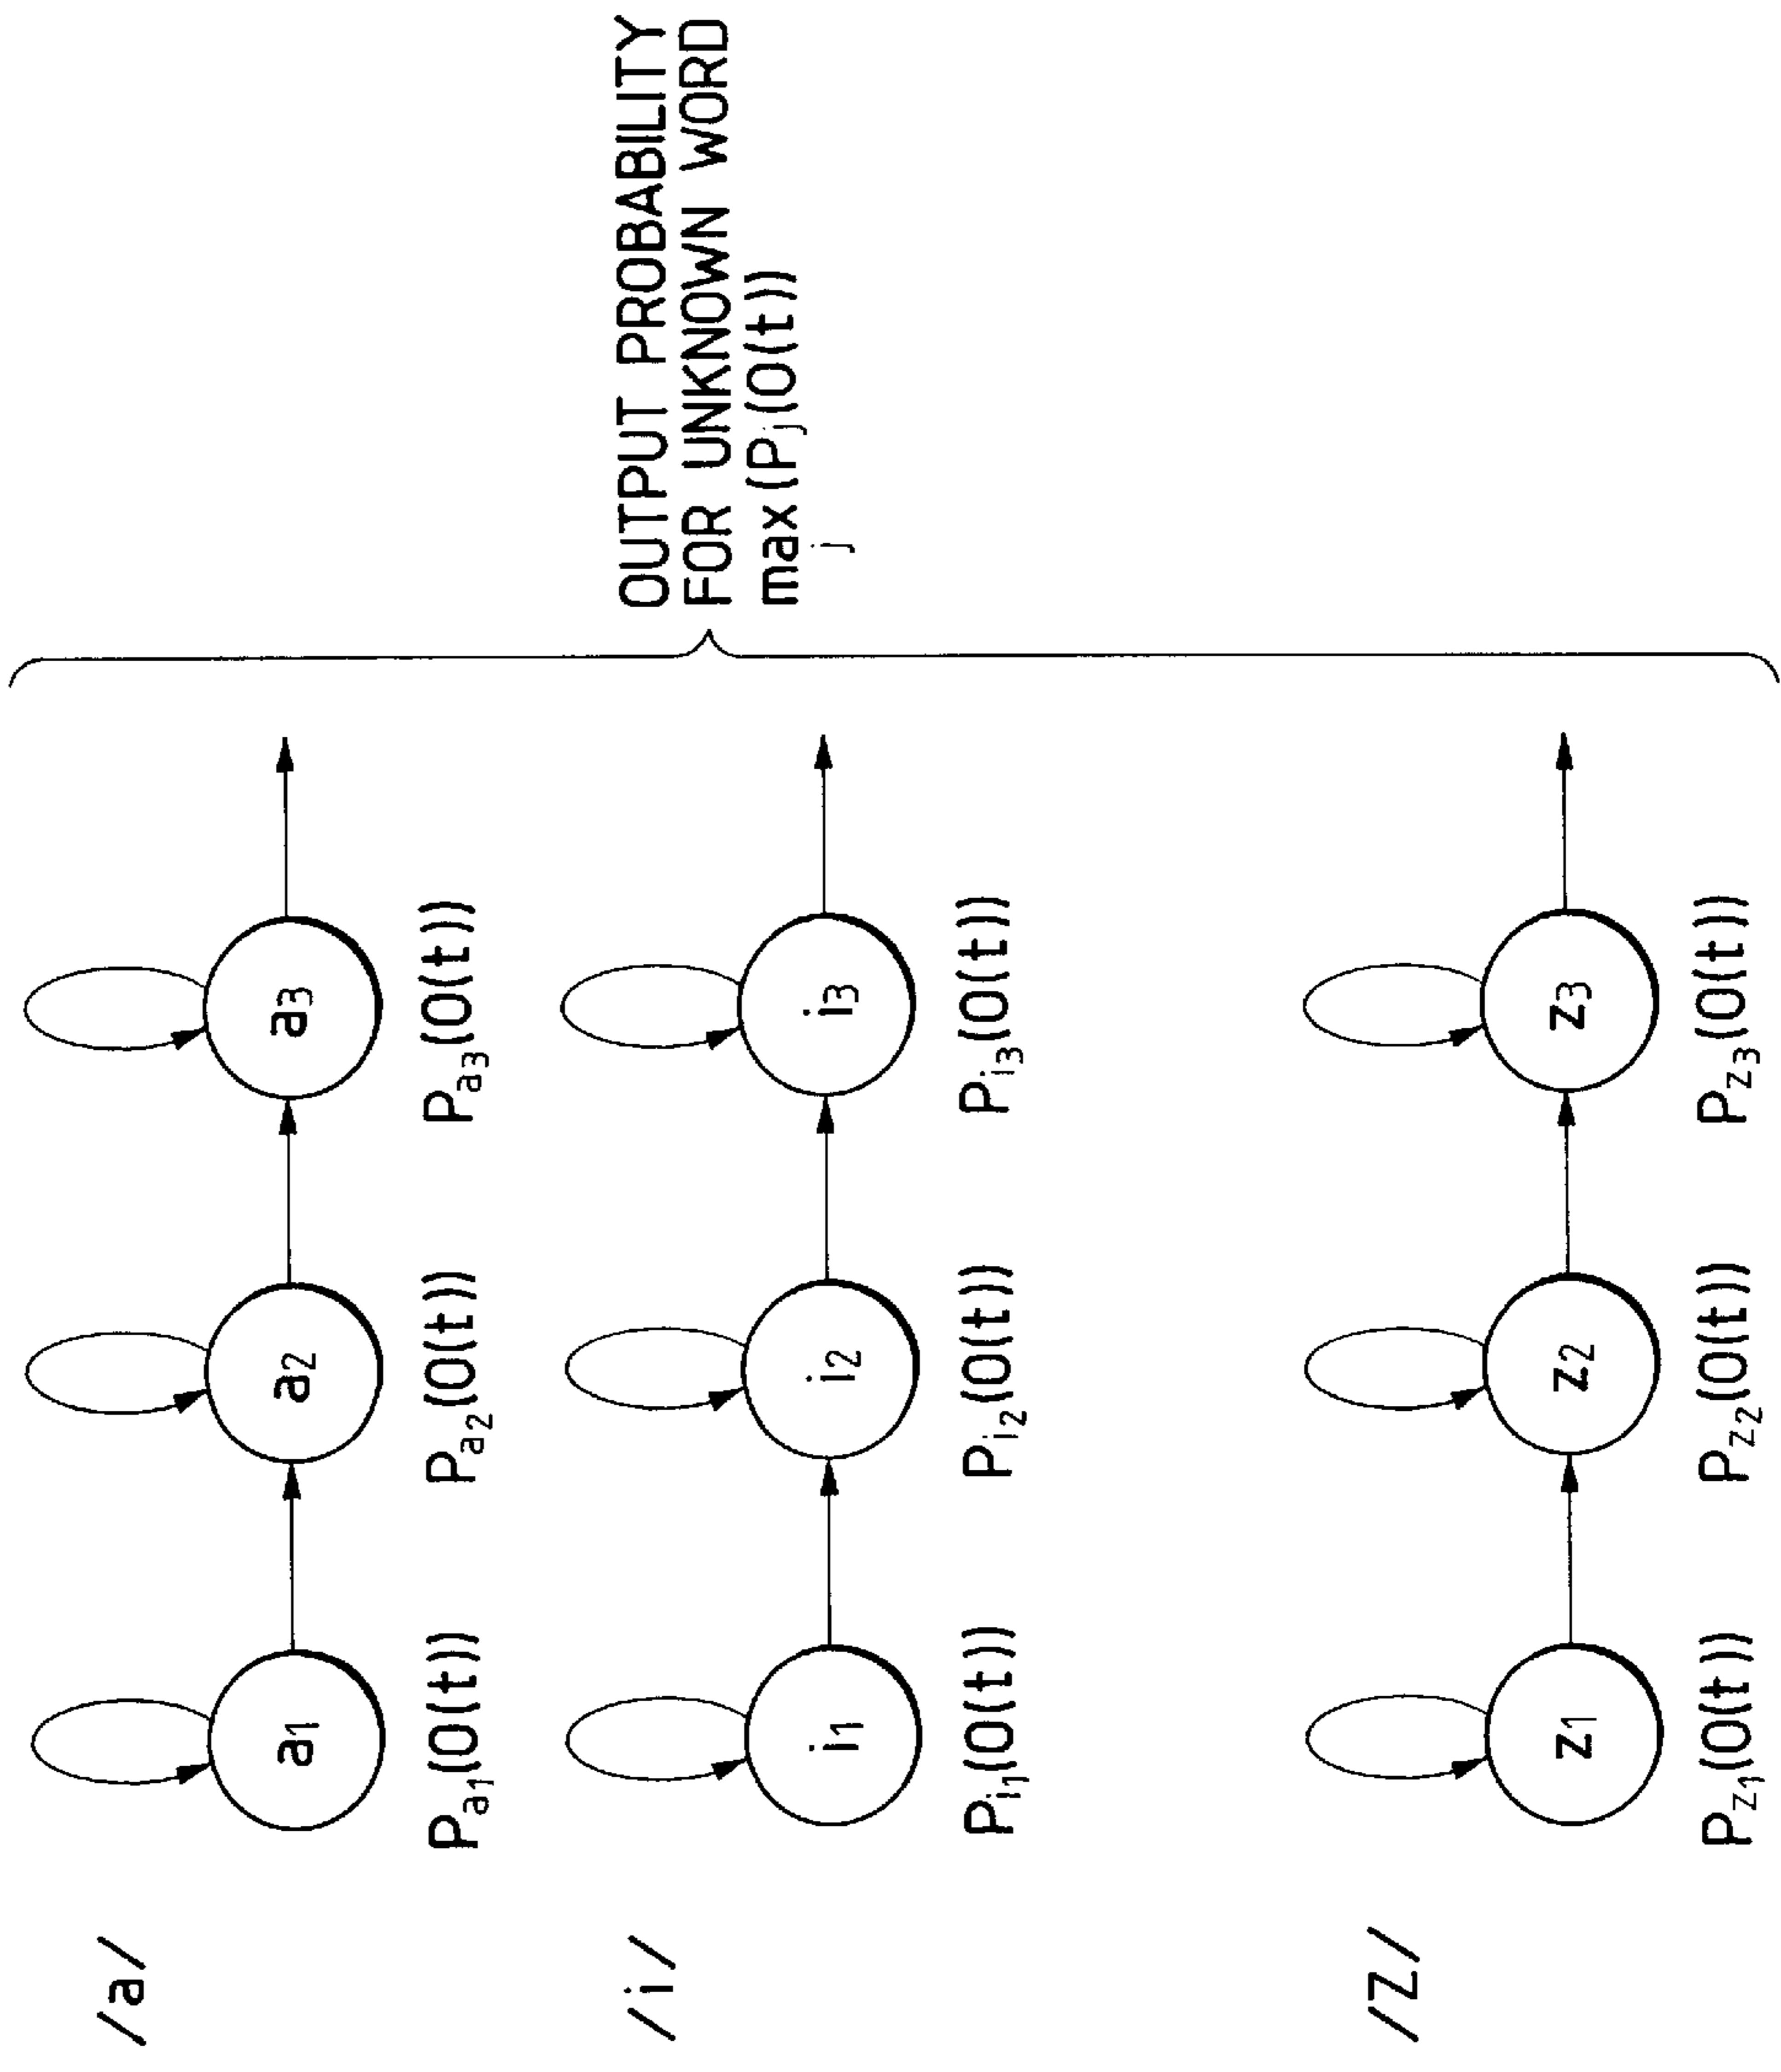 /a/
a1
a2
a3
Pa1(O(t))
Pa2(O(t))
Pa3(O(t))
/i/
i1
i2
i3
Pi1(O(t))
Pi2(O(t))
Pi3(O(t))
/Z/
z1
z2
z3
Pz1(O(t))
Pz2(O(t))
Pz3(O(t))
OUTPUT PROBABILITY
FOR UNKNOWN WORD
max(Pj(O(t))
j